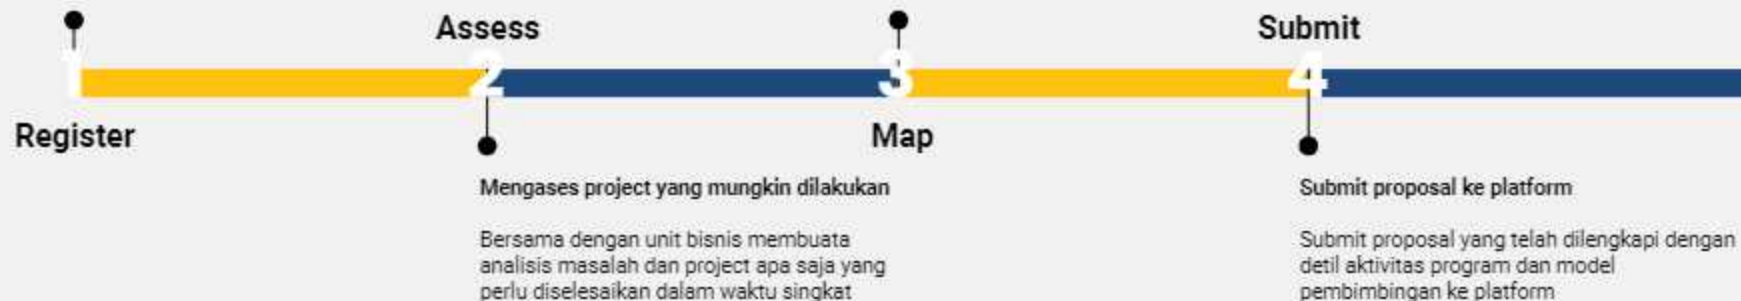 Assess
Submit
1
2
3
4
Register
Map
Mengases project yang mungkin dilakukan
Submit proposal ke platform
Bersama dengan unit bisnis membuata
analisis masalah dan project apa saja yang
perlu diselesaikan dalam waktu singkat
Submit proposal yang telah dilengkapi dengan
detil aktivitas program dan model
pembimbingan ke platform